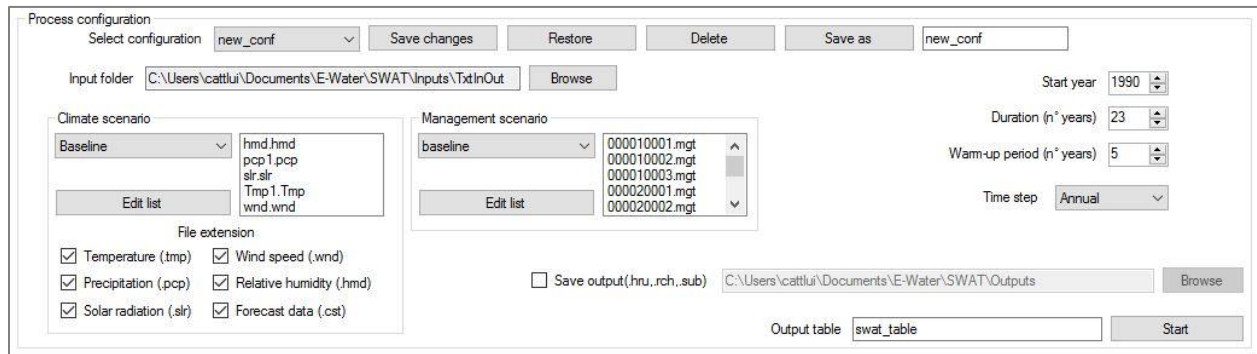 Process configuration
Select configuration new_conf Save changes Restore Delete Save as new_conf
Input folder C:\Users\cattlui\Documents\E-Water\SWAT\Inputs\TxtInOut Browse
Start year 1990
Climate scenario
Baseline
hmd.hmd
pcp1.pcp
slr.slr
Tmp1.Tmp
wnd.wnd
Edit list
File extension
Temperature (.tmp) Wind speed (.wnd)
Precipitation (.pcp) Relative humidity (.hmd)
Solar radiation (.slr) Forecast data (.cst)
Management scenario
baseline
000010001.mgt
000010002.mgt
000010003.mgt
000020001.mgt
000020002.mgt
Edit list
Duration (n° years) 23
Warm-up period (n° years) 5
Time step Annual
Save output(.hru,.rch,.sub) C:\Users\cattlui\Documents\E-Water\SWAT\Outputs Browse
Output table swat_table Start